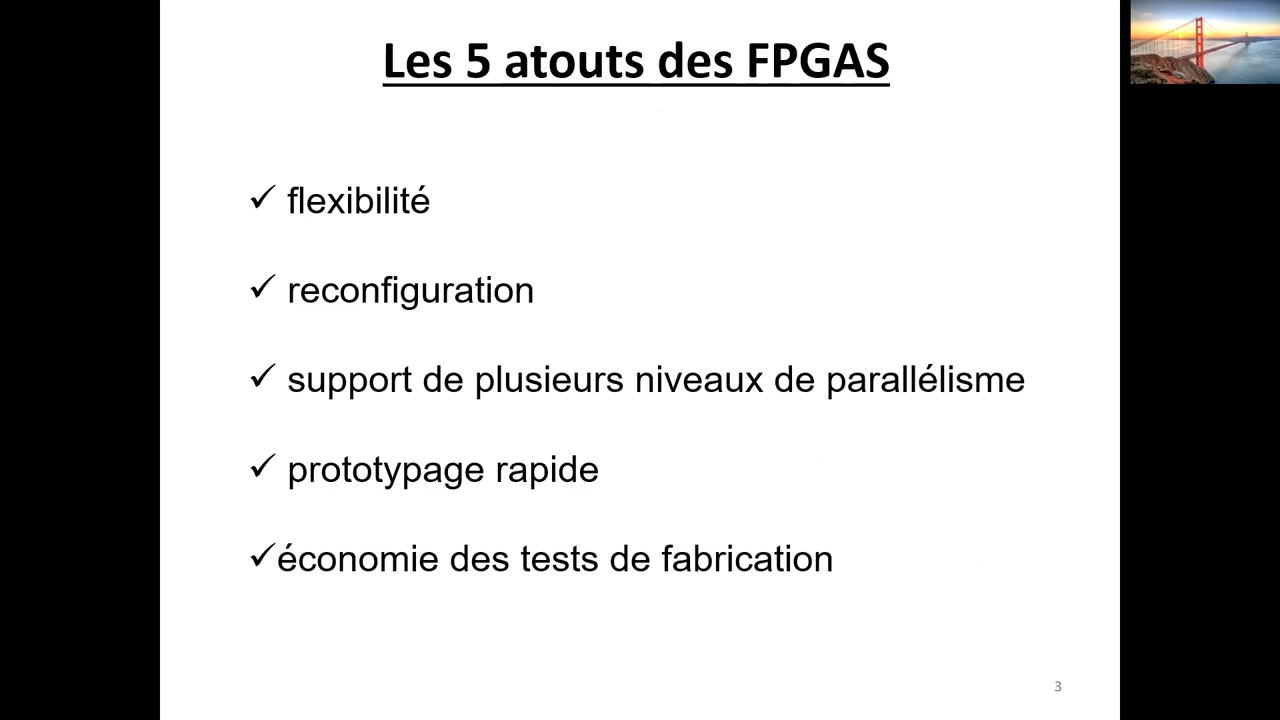 Les 5 atouts des FPGAS
✓ flexibilité
✓ reconfiguration
✓ support de plusieurs niveaux de parallélisme
✓ prototypage rapide
✓économie des tests de fabrication
3